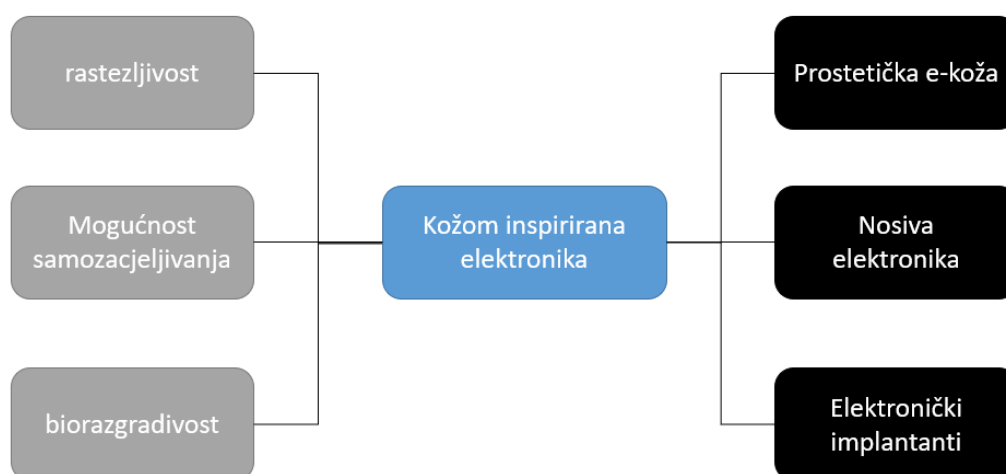 rastezljivost
Mogućnost
samozacjeljivanja
biorazgradivost
Kožom inspirirana
elektronika
Prostetička e-koža
Nosiva
elektronika
Elektronički
implantanti